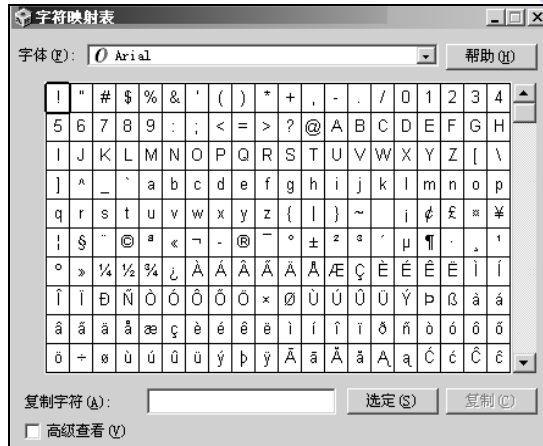 字符映射表
字体(F): O Arial 帮助(H)
! " # $ % & ' ( ) * + , - . / 0 1 2 3 4
5 6 7 8 9 : ; < = > ? @ A B C D E F G H
I J K L M N O P Q R S T U V W X Y Z [ \
] ^ _ ` a b c d e f g h i j k l m n o p
q r s t u v w x y z { | } ~ ¡ ¢ £ ¤ ¥
¦ § ¨ © ª « ¬ - ® ¯ ° ± ² ³ ´ µ ¶ · ¸ ¹
º » ¼ ½ ¾ ¿ À Á Â Ã Ä Å Æ Ç È É Ê Ë Ì Í
Î Ï Ð Ñ Ò Ó Ô Õ Ö × Ø Ù Ú Û Ü Ý Þ ß à á
â ã ä å æ ç è é ê ë ì í î ï ð ñ ò ó ô õ
ö ÷ ø ù ú û ü ý þ ÿ Ā ā Ă ă Ą ą Ć ć Ĉ ĉ
复制字符(A): 选定(S) 复制(C)
高级查看(V)